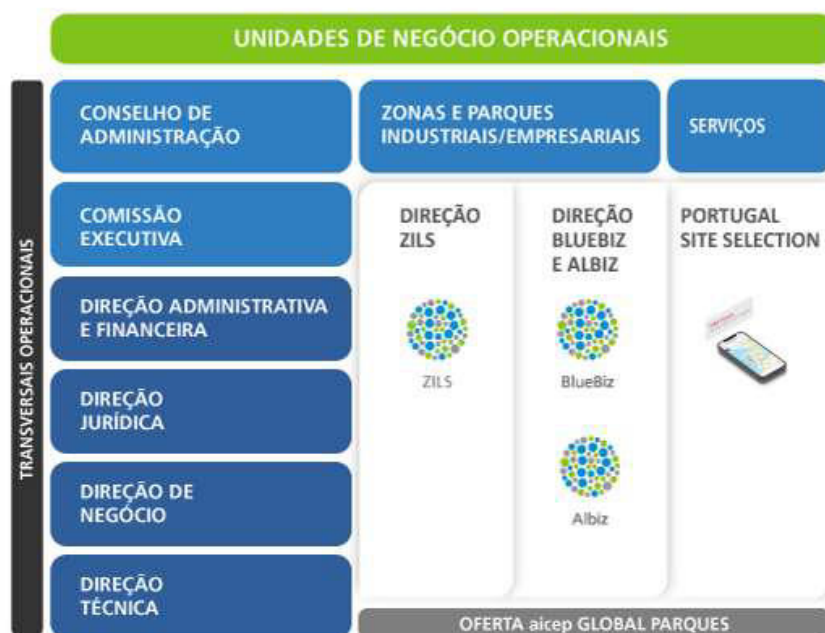 UNIDADES DE NEGÓCIO OPERACIONAIS
TRANSVERSAIS OPERACIONAIS
CONSELHO DE
ADMINISTRAÇÃO
ZONAS E PARQUES
INDUSTRIAIS/EMPRESARIAIS
SERVIÇOS
COMISSÃO
EXECUTIVA
DIREÇÃO ADMINISTRATIVA
E FINANCEIRA
DIREÇÃO
JURÍDICA
DIREÇÃO DE
NEGÓCIO
DIREÇÃO
TÉCNICA
DIREÇÃO
ZILS
ZILS
DIREÇÃO
BLUEBIZ
E ALBIZ
BlueBiz
Albiz
PORTUGAL
SITE SELECTION
OFERTA aicep GLOBAL PARQUES